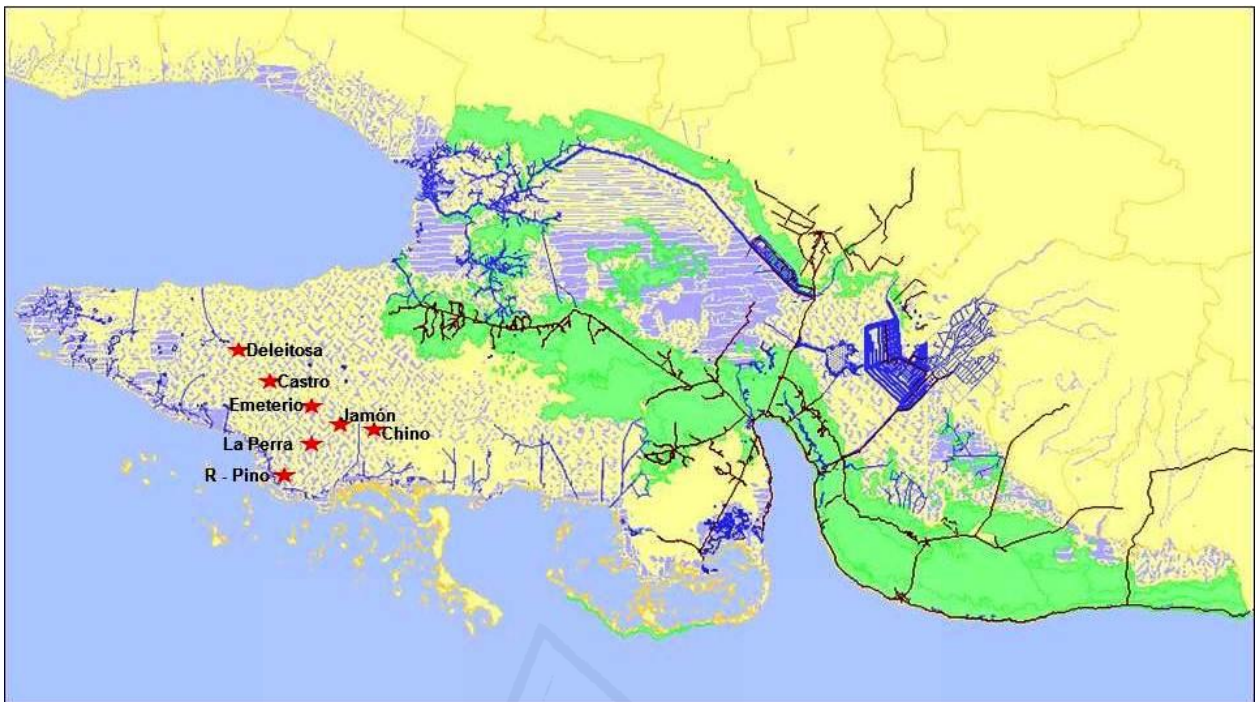 Deleitosa
Castro
Emeterio
Jamón
Chino
La Perra
R - Pino